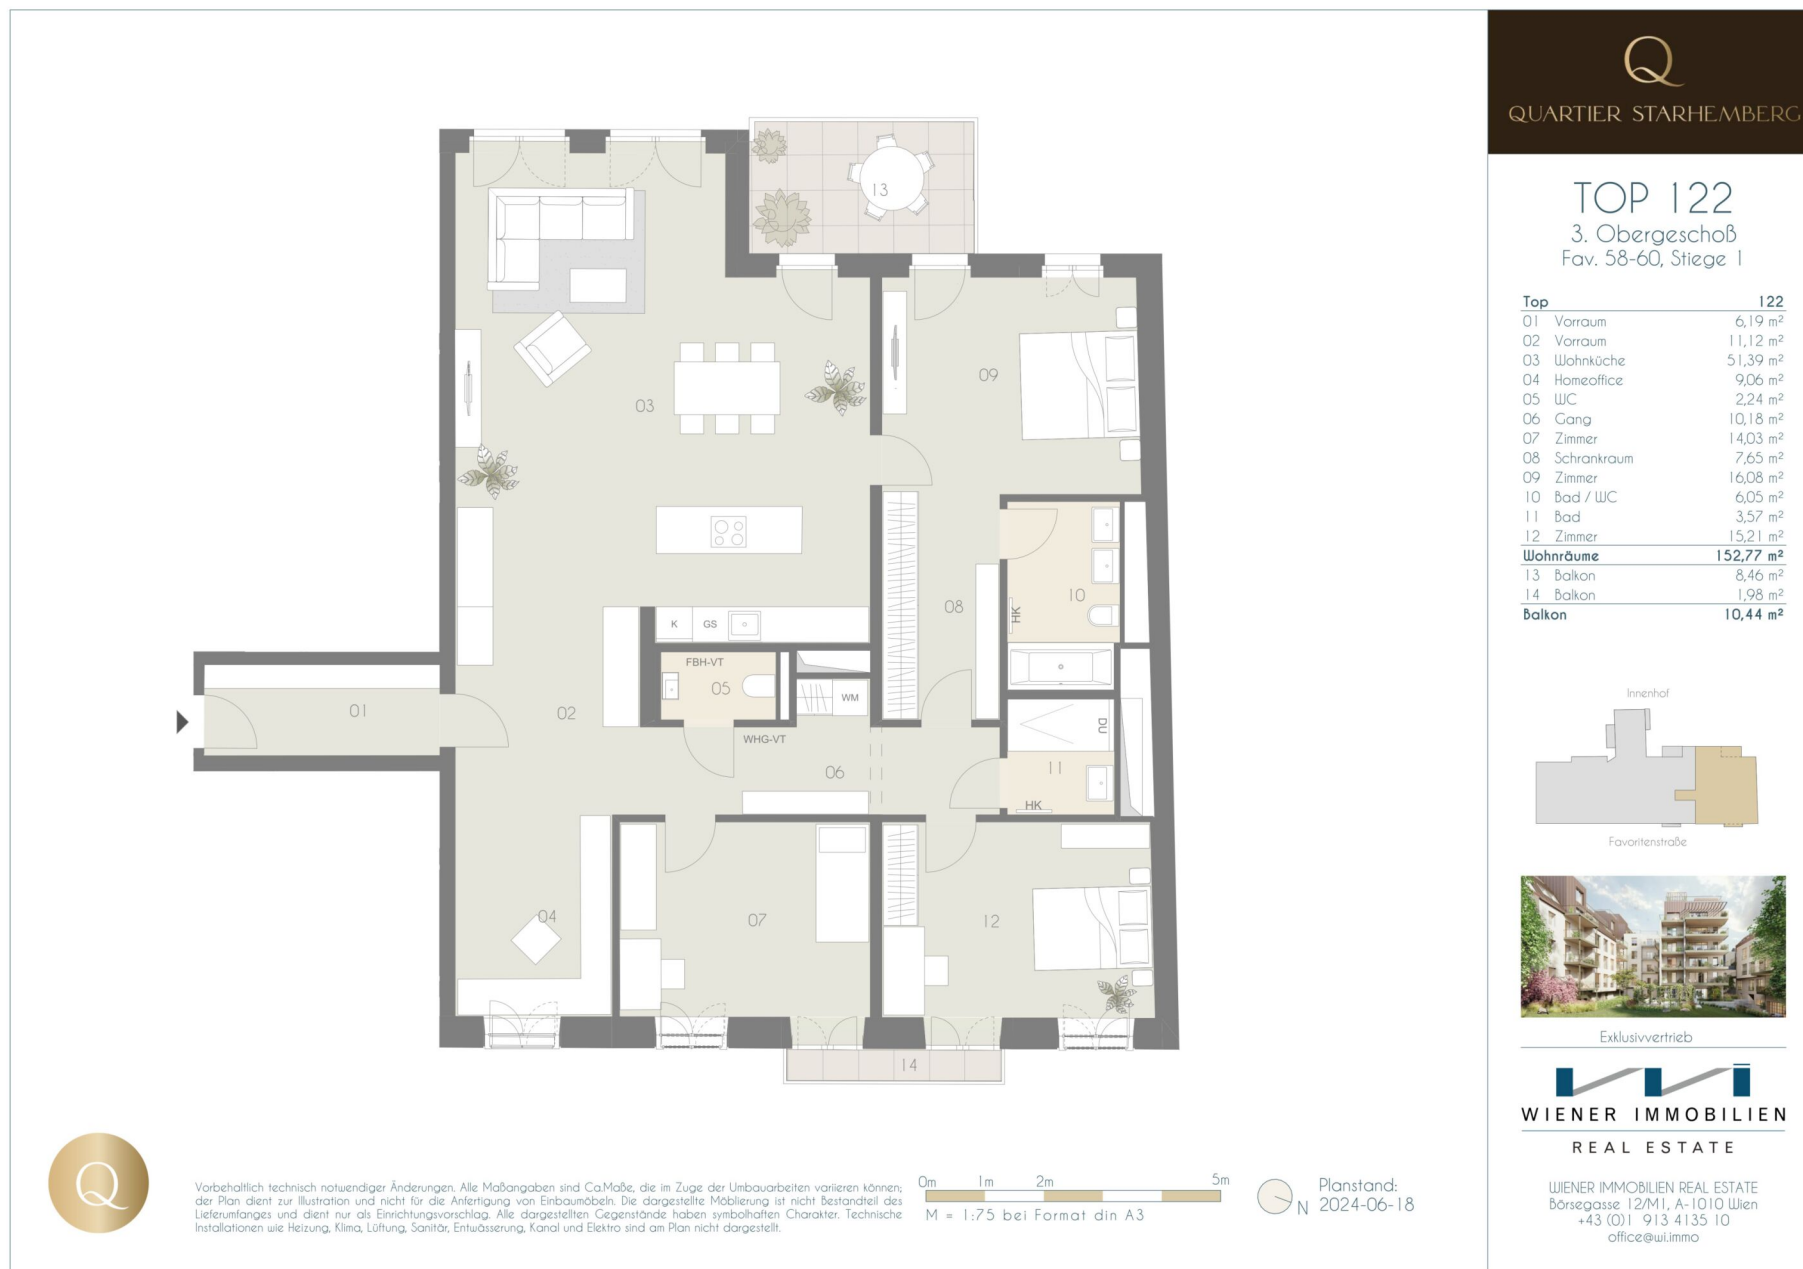 Q
QUARTIER STARHEMBERG
TOP 122
3. Obergeschoß
Fav. 58-60, Stiege 1
Top 122
01 Vorraum 6,19 m²
02 Vorraum 11,12 m²
03 Wohnküche 51,39 m²
04 Homeoffice 9,06 m²
05 WC 2,24 m²
06 Gang 10,18 m²
07 Zimmer 14,03 m²
08 Schrankraum 7,65 m²
09 Zimmer 16,08 m²
10 Bad / WC 6,05 m²
11 Bad 3,57 m²
12 Zimmer 15,21 m²
Wohnräume 152,77 m²
13 Balkon 8,46 m²
14 Balkon 1,98 m²
Balkon 10,44 m²
Innenhof
Favoritenstraße
Exklusivvertrieb
WIENER IMMOBILIEN
REAL ESTATE
WIENER IMMOBILIEN REAL ESTATE
Börsegasse 12/M1, A-1010 Wien
+43 (0)1 913 4135 10
office@wi.immo
13
09
03
08
10
HK
K
GS
FBH-VT
05
WM
01
02
WHG-VT
06
DU
11
HK
04
07
12
14
Q
Vorbehaltlich technisch notwendiger Änderungen. Alle Maßangaben sind Ca.Maße, die im Zuge der Umbauarbeiten variieren können;
der Plan dient zur Illustration und nicht für die Anfertigung von Einbaumöbeln. Die dargestellte Möblierung ist nicht Bestandteil des
Lieferumfanges und dient nur als Einrichtungsvorschlag. Alle dargestellten Gegenstände haben symbolhaften Charakter. Technische
Installationen wie Heizung, Klima, Lüftung, Sanitär, Entwässerung, Kanal und Elektro sind am Plan nicht dargestellt.
0m 1m 2m 5m
M = 1:75 bei Format din A3
N
Planstand:
2024-06-18